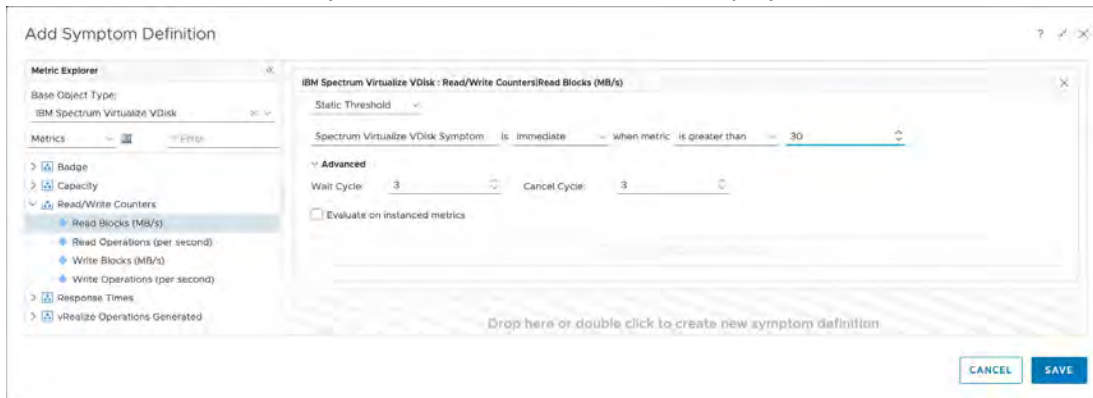 Add Symptom Definition
?
Metric Explorer
Base Object Type:
IBM Spectrum Virtualize VDisk
Metrics
Filter
Badge
Capacity
Read/Write Counters
Read Blocks (MB/s)
Read Operations (per second)
Write Blocks (MB/s)
Write Operations (per second)
Response Times
vRealize Operations Generated
IBM Spectrum Virtualize VDisk : Read/Write Counters|Read Blocks (MB/s)
Static Threshold
Spectrum Virtualize VDisk Symptom is Immediate when metric is greater than 30
Advanced
Wait Cycle: 3 Cancel Cycle: 3
Evaluate on instanced metrics
Drop here or double click to create new symptom definition
CANCEL SAVE